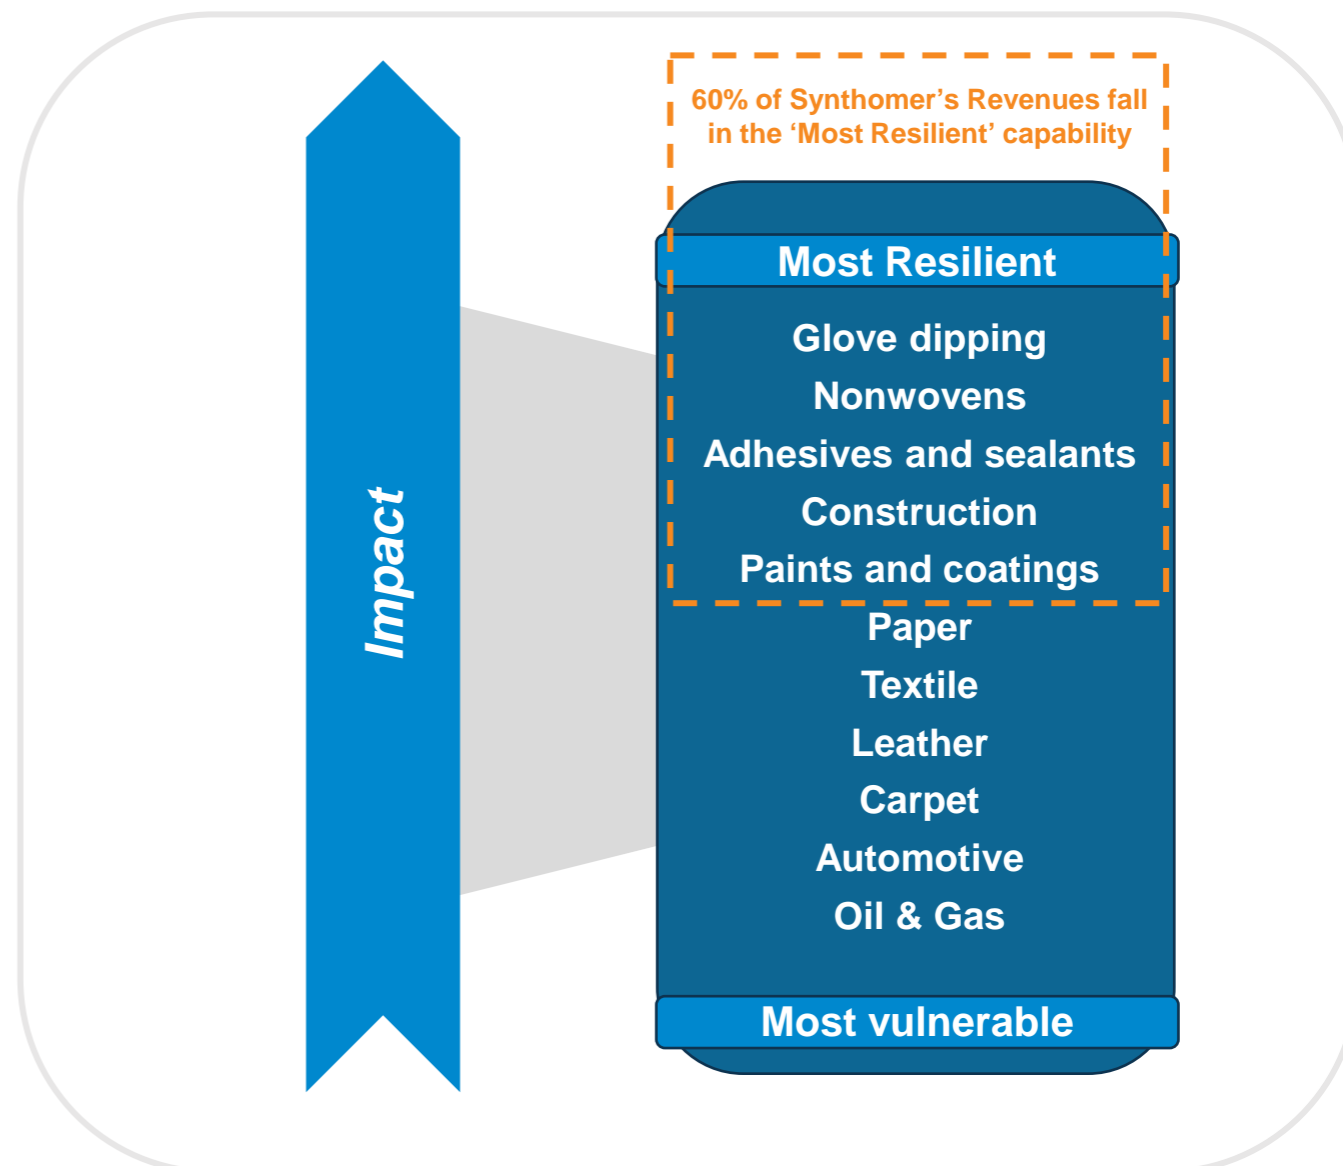 60% of Synthomer’s Revenues fall
in the ‘Most Resilient’ capability
Most Resilient
Glove dipping
Nonwovens
Adhesives and sealants
Construction
Paints and coatings
Paper
Textile
Leather
Carpet
Automotive
Oil & Gas
Most vulnerable
Impact